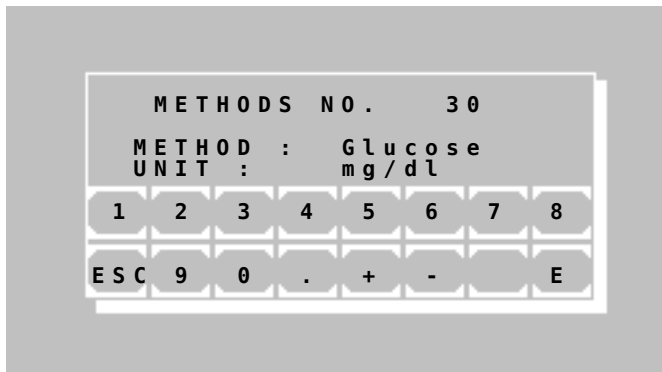 METHODS NO. 30
METHOD : Glucose
UNIT : mg/dl
1 2 3 4 5 6 7 8
ESC 9 0 . + - E